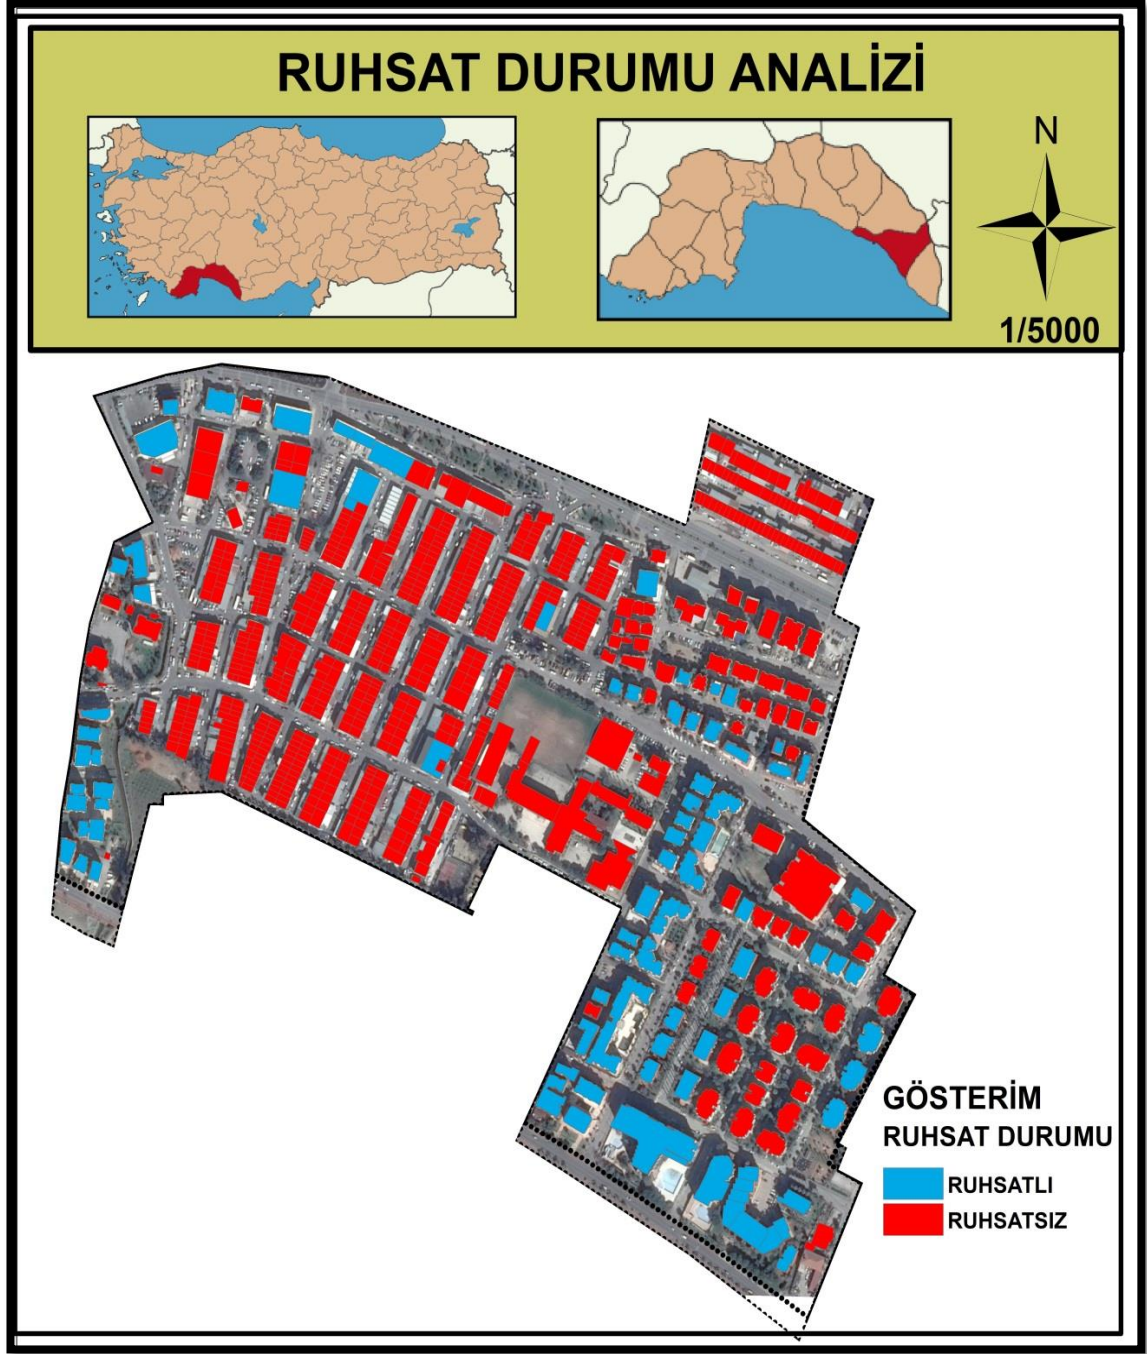 RUHSAT DURUMU ANALİZİ
N
1/5000
GÖSTERİM
RUHSAT DURUMU
RUHSATLI
RUHSATSIZ